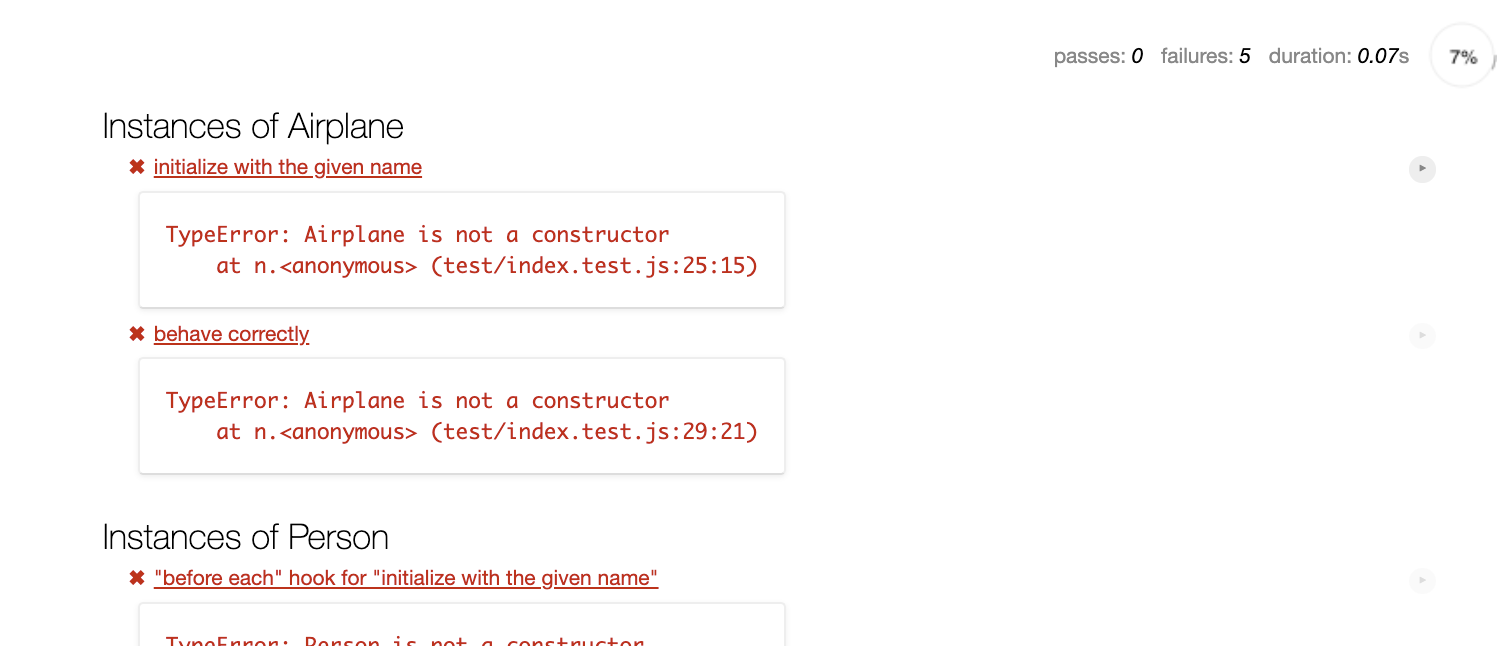 passes: 0 failures: 5 duration: 0.07s 7%
Instances of Airplane
✖ initialize with the given name
TypeError: Airplane is not a constructor
at n.<anonymous> (test/index.test.js:25:15)
✖ behave correctly
TypeError: Airplane is not a constructor
at n.<anonymous> (test/index.test.js:29:21)
Instances of Person
✖ "before each" hook for "initialize with the given name"
TypeError: Person is not a constructor